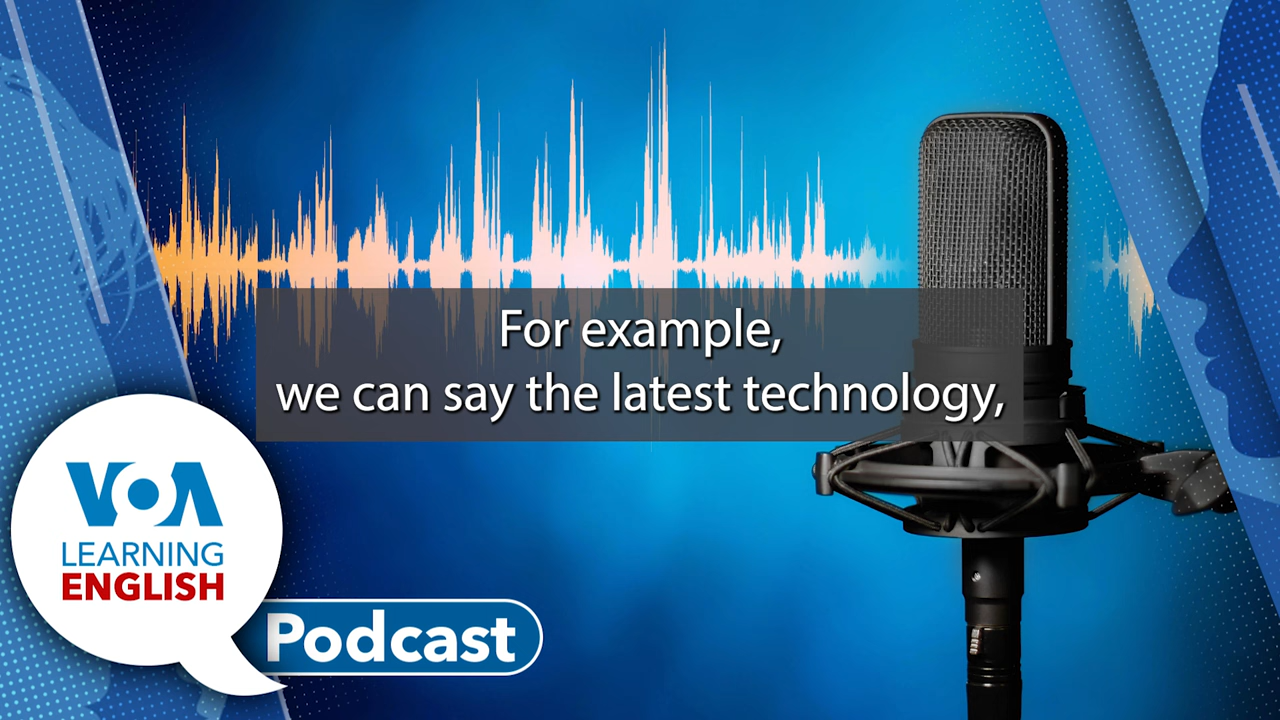 For example,
we can say the latest technology,
VOA
LEARNING
ENGLISH
Podcast